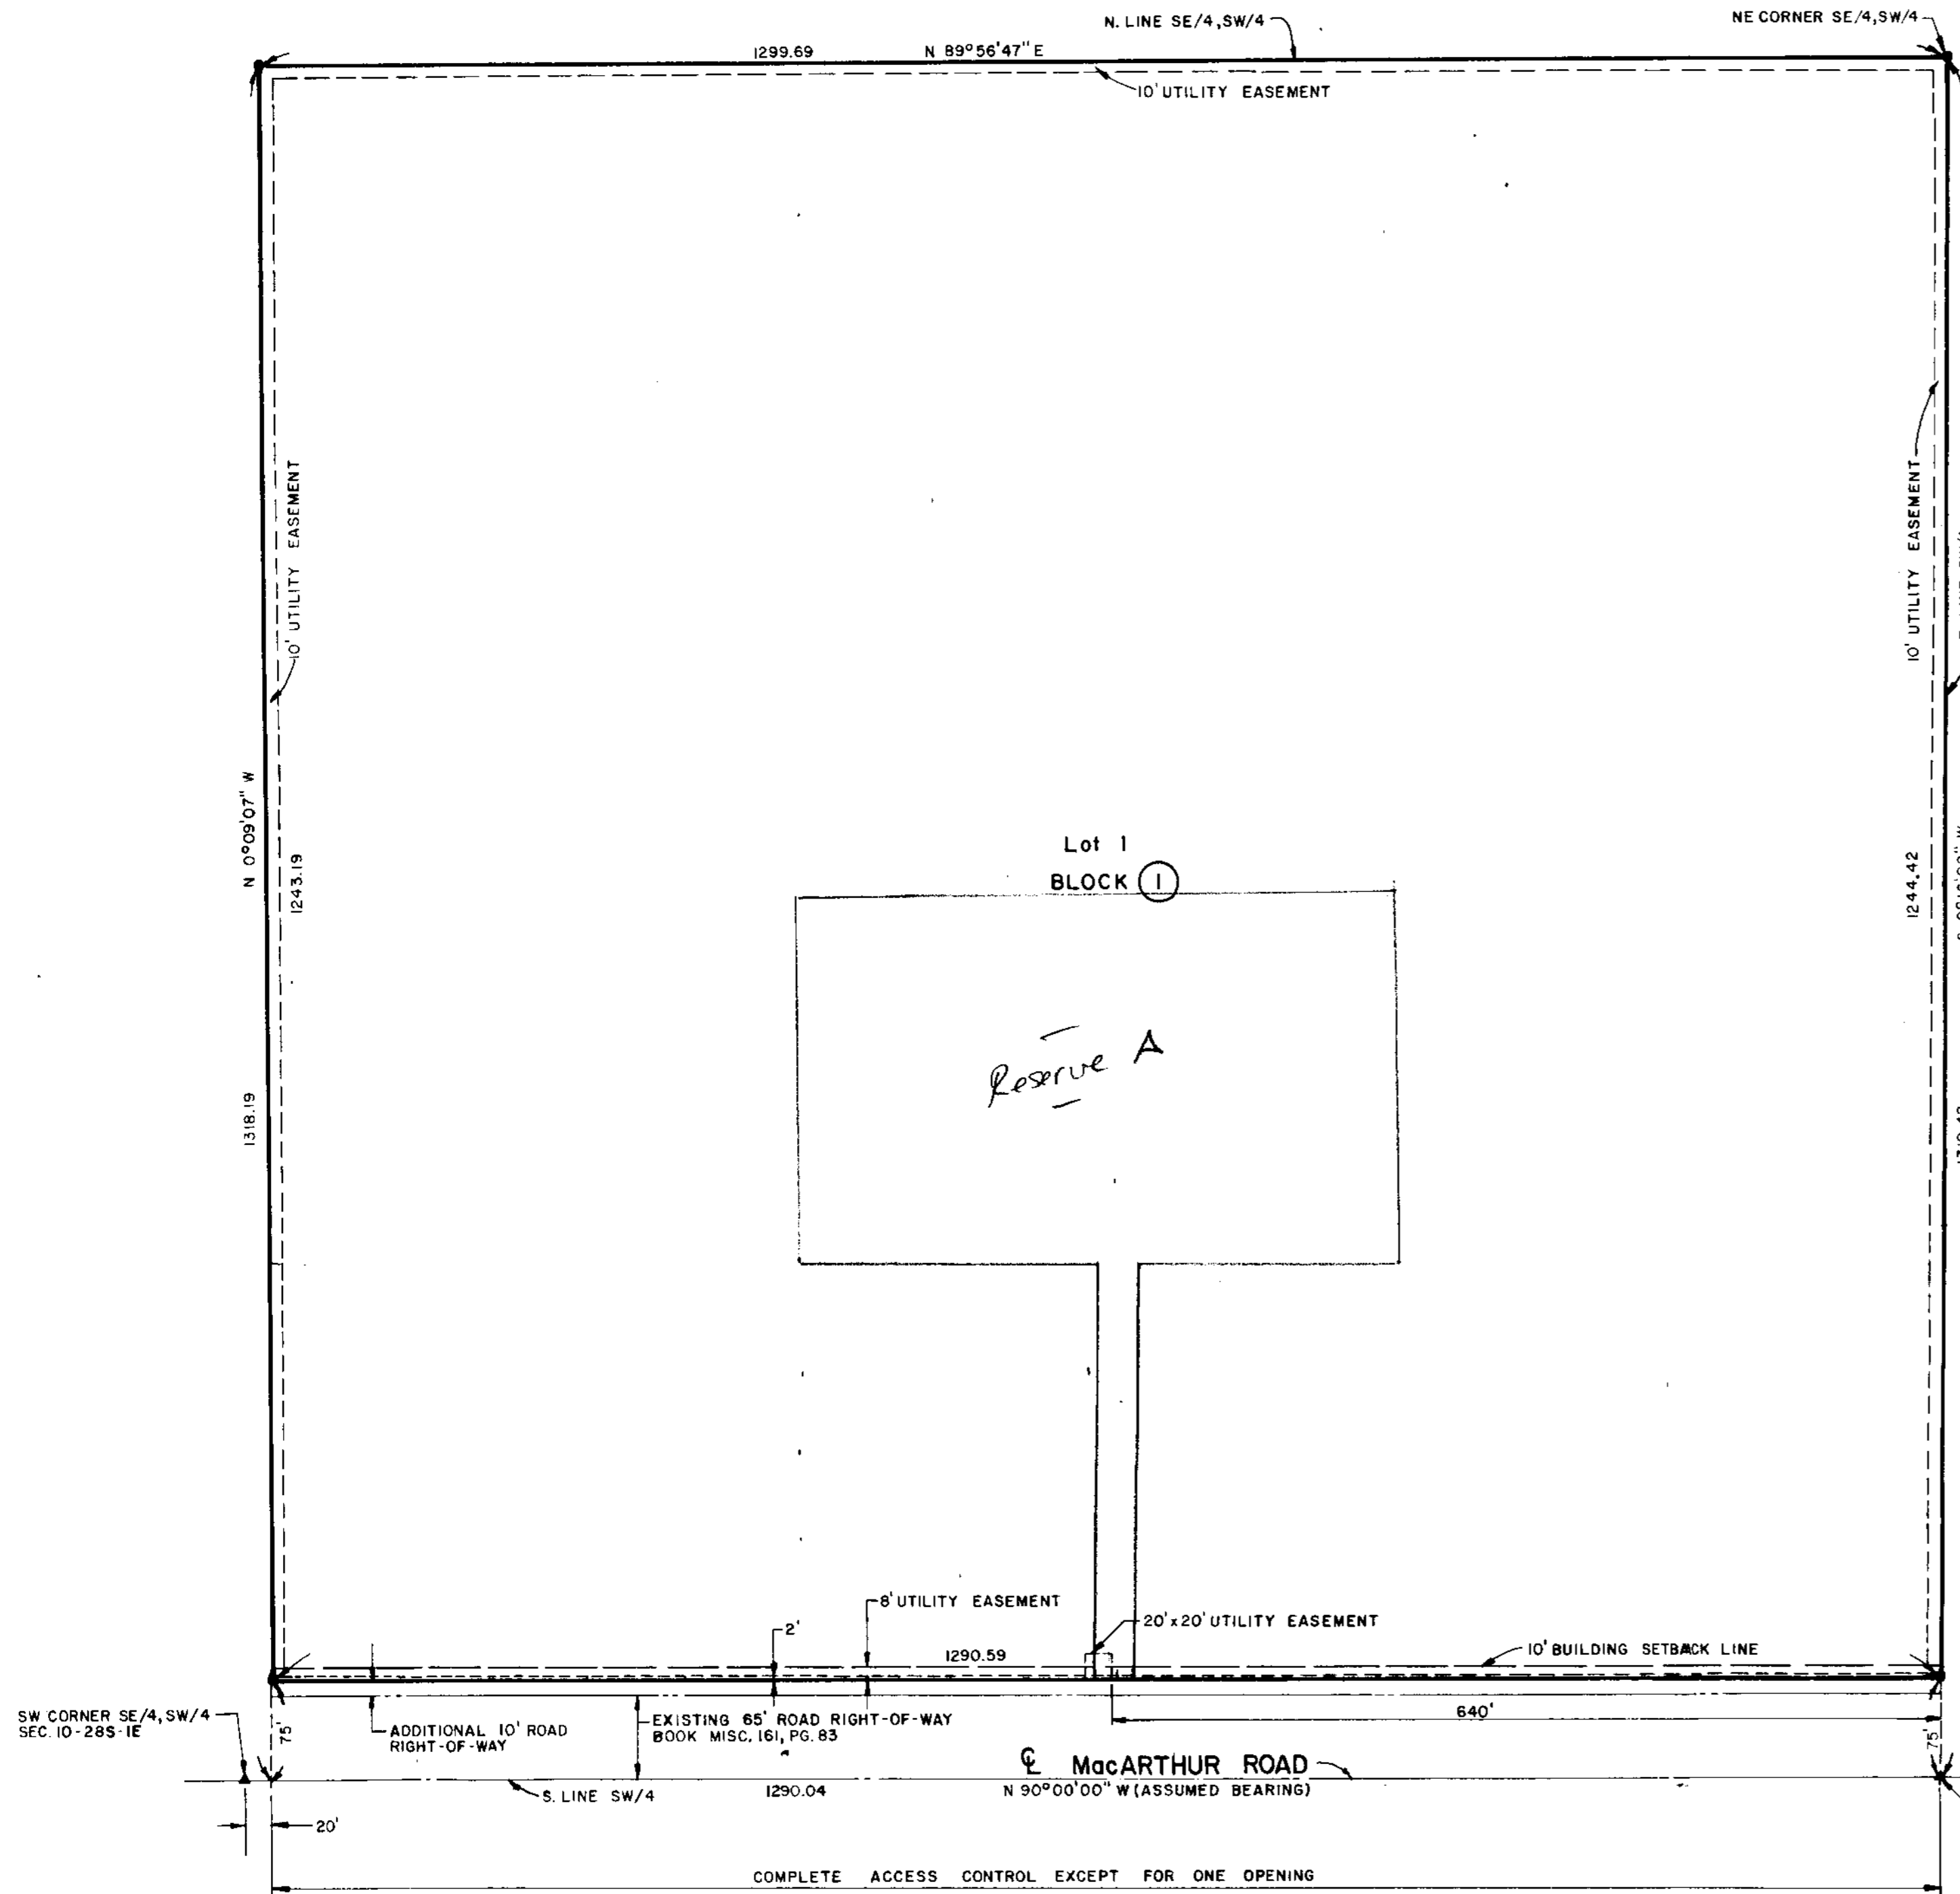 N. LINE SE/4,SW/4
NE CORNER SE/4,SW/4
1299.69
N 89°56'47" E
10' UTILITY EASEMENT
10' UTILITY EASEMENT
10' UTILITY EASEMENT
N 0°09'07" W
1243.19
1244.42
1318.19
Lot 1
BLOCK 1
Reserve A
8' UTILITY EASEMENT
2'
20'x20' UTILITY EASEMENT
1290.59
10' BUILDING SETBACK LINE
SW CORNER SE/4, SW/4
SEC. 10-28S-1E
75'
ADDITIONAL 10' ROAD
RIGHT-OF-WAY
EXISTING 65' ROAD RIGHT-OF-WAY
BOOK MISC. 161, PG. 83
640'
75'
℄ MacARTHUR ROAD
S. LINE SW/4
1290.04
N 90°00'00" W (ASSUMED BEARING)
20'
COMPLETE ACCESS CONTROL EXCEPT FOR ONE OPENING